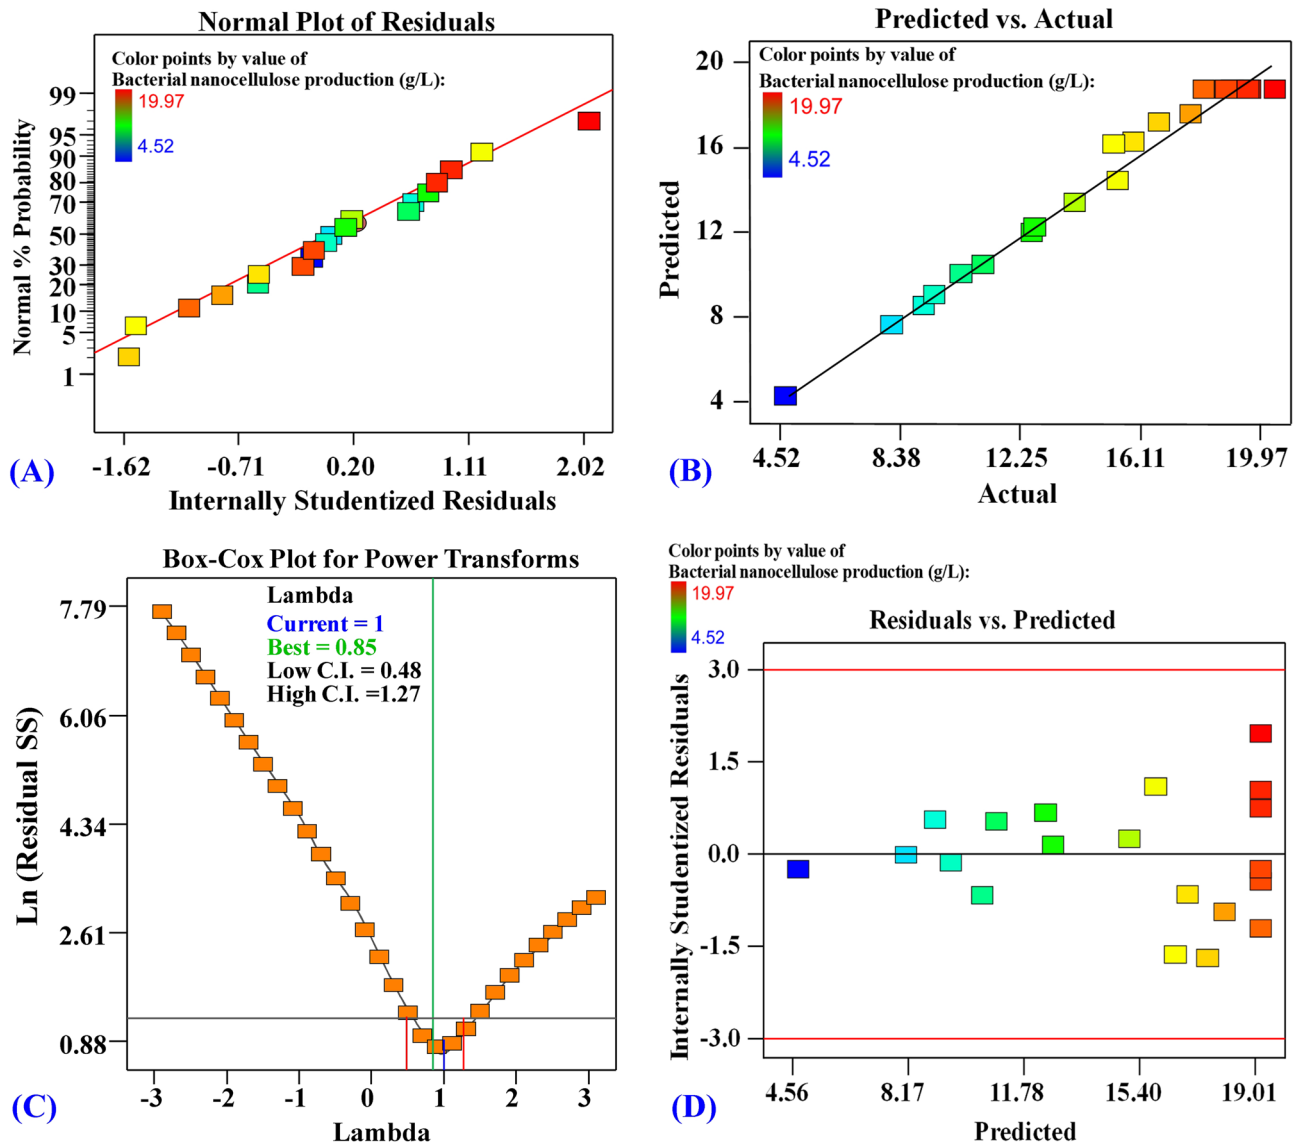 Normal Plot of Residuals
Color points by value of
Bacterial nanocellulose production (g/L):
19.97
4.52
99
95
90
80
70
50
30
20
10
5
1
Normal % Probability
-1.62 -0.71 0.20 1.11 2.02
(A)
Internally Studentized Residuals
Predicted vs. Actual
Color points by value of
Bacterial nanocellulose production (g/L):
19.97
4.52
20
16
12
8
4
Predicted
4.52 8.38 12.25 16.11 19.97
(B)
Actual
Box-Cox Plot for Power Transforms
Lambda
Current = 1
Best = 0.85
Low C.I. = 0.48
High C.I. =1.27
7.79
6.06
4.34
2.61
0.88
Ln (Residual SS)
-3 -2 -1 0 1 2 3
(C)
Lambda
Color points by value of
Bacterial nanocellulose production (g/L):
19.97
4.52
Residuals vs. Predicted
3.0
1.5
0.0
-1.5
-3.0
Internally Studentized Residuals
4.56 8.17 11.78 15.40 19.01
(D)
Predicted